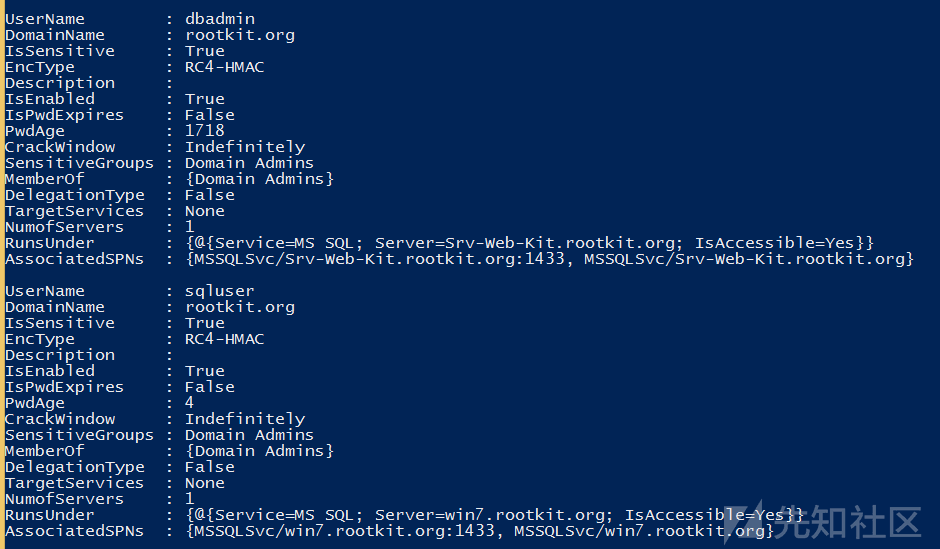 UserName         : dbadmin
DomainName       : rootkit.org
IsSensitive      : True
EncType          : RC4-HMAC
Description      :
IsEnabled        : True
IsPwdExpires     : False
PwdAge           : 1718
CrackWindow      : Indefinitely
SensitiveGroups  : Domain Admins
MemberOf         : {Domain Admins}
DelegationType   : False
TargetServices   : None
NumofServers     : 1
RunsUnder        : {@{Service=MS SQL; Server=Srv-Web-Kit.rootkit.org; IsAccessible=Yes}}
AssociatedSPNs   : {MSSQLSvc/Srv-Web-Kit.rootkit.org:1433, MSSQLSvc/Srv-Web-Kit.rootkit.org}
UserName         : sqluser
DomainName       : rootkit.org
IsSensitive      : True
EncType          : RC4-HMAC
Description      :
IsEnabled        : True
IsPwdExpires     : False
PwdAge           : 4
CrackWindow      : Indefinitely
SensitiveGroups  : Domain Admins
MemberOf         : {Domain Admins}
DelegationType   : False
TargetServices   : None
NumofServers     : 1
RunsUnder        : {@{Service=MS SQL; Server=win7.rootkit.org; IsAccessible=Yes}}
AssociatedSPNs   : {MSSQLSvc/win7.rootkit.org:1433, MSSQLSvc/win7.rootkit.org}
先知社区